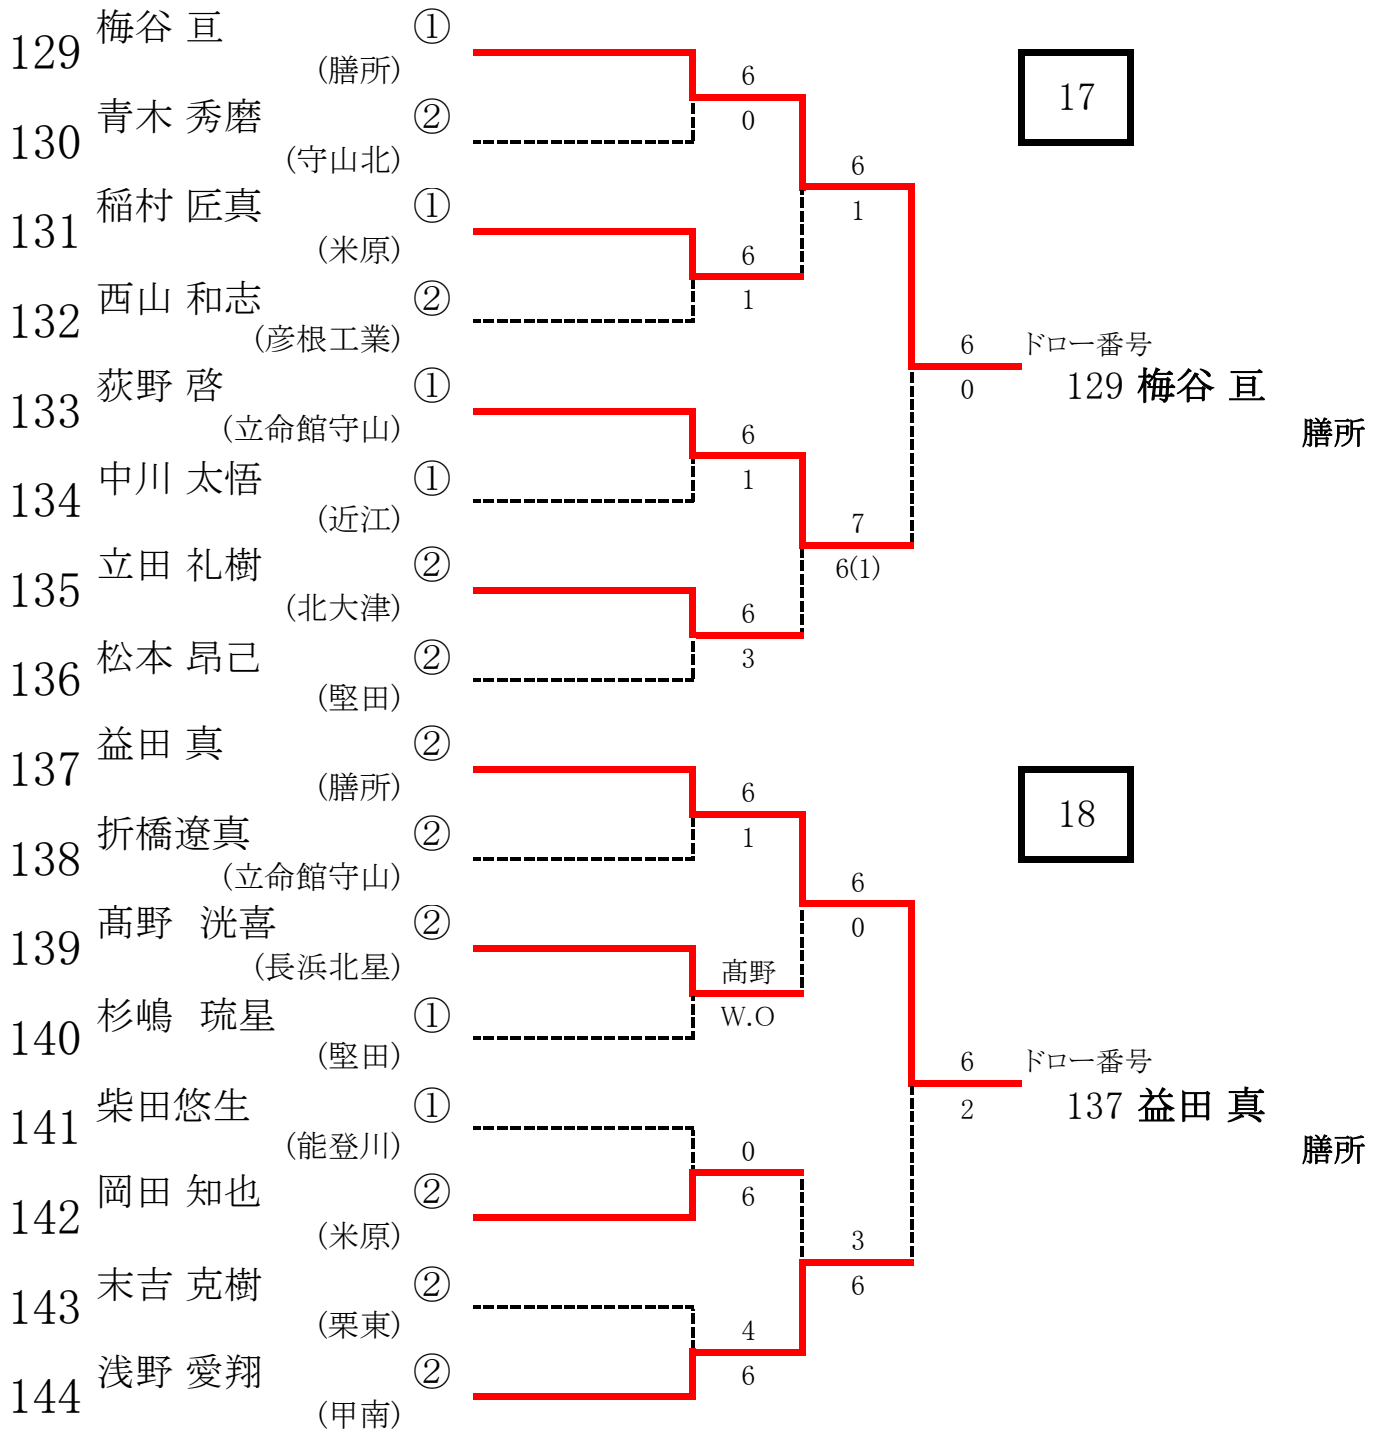 129 梅谷 亘 ①
(膳所)
130 青木 秀磨 ②
(守山北)
131 稲村 匠真 ①
(米原)
132 西山 和志 ②
(彦根工業)
133 荻野 啓 ①
(立命館守山)
134 中川 太悟 ①
(近江)
135 立田 礼樹 ②
(北大津)
136 松本 昂己 ②
(堅田)
6
0
6
1
6
1
6
3
6
1
7
6(1)
6
0
17
ドロー番号
129 梅谷 亘
膳所
137 益田 真 ②
(膳所)
138 折橋遼真 ②
(立命館守山)
139 髙野 洸喜 ②
(長浜北星)
140 杉嶋 琉星 ①
(堅田)
141 柴田悠生 ①
(能登川)
142 岡田 知也 ②
(米原)
143 末吉 克樹 ②
(栗東)
144 浅野 愛翔 ②
(甲南)
6
1
髙野
W.O
0
6
4
6
6
0
3
6
6
2
18
ドロー番号
137 益田 真
膳所